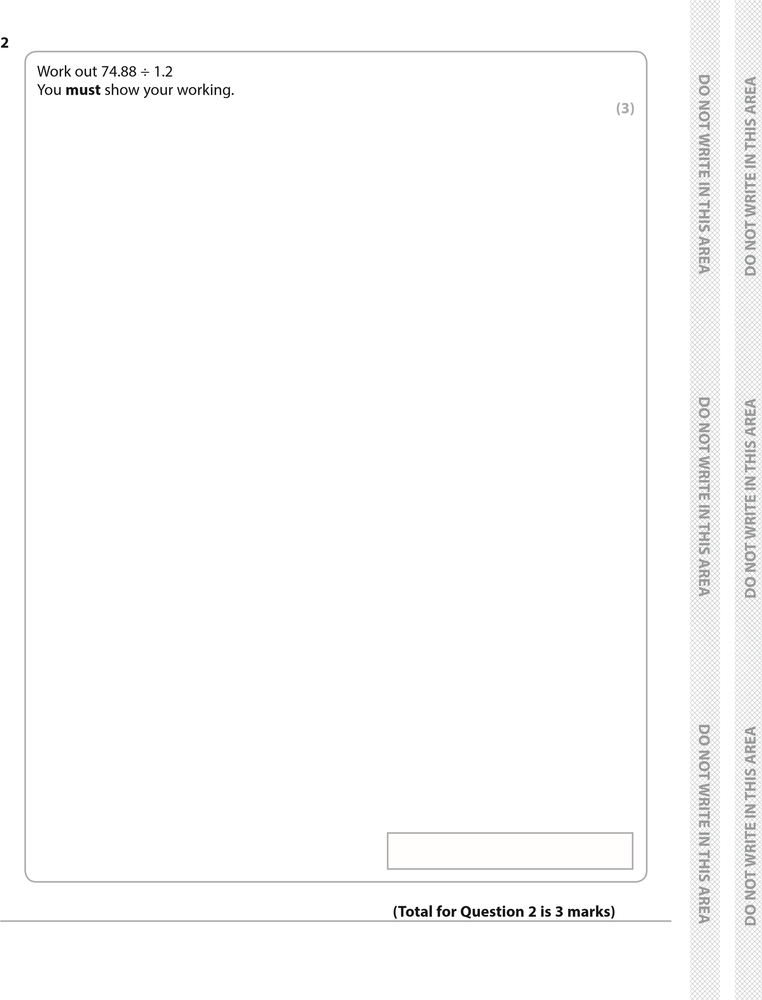 2
Work out 74.88 ÷ 1.2
You must show your working.
(3)
(Total for Question 2 is 3 marks)
DO NOT WRITE IN THIS AREA
DO NOT WRITE IN THIS AREA
DO NOT WRITE IN THIS AREA
DO NOT WRITE IN THIS AREA
DO NOT WRITE IN THIS AREA
DO NOT WRITE IN THIS AREA